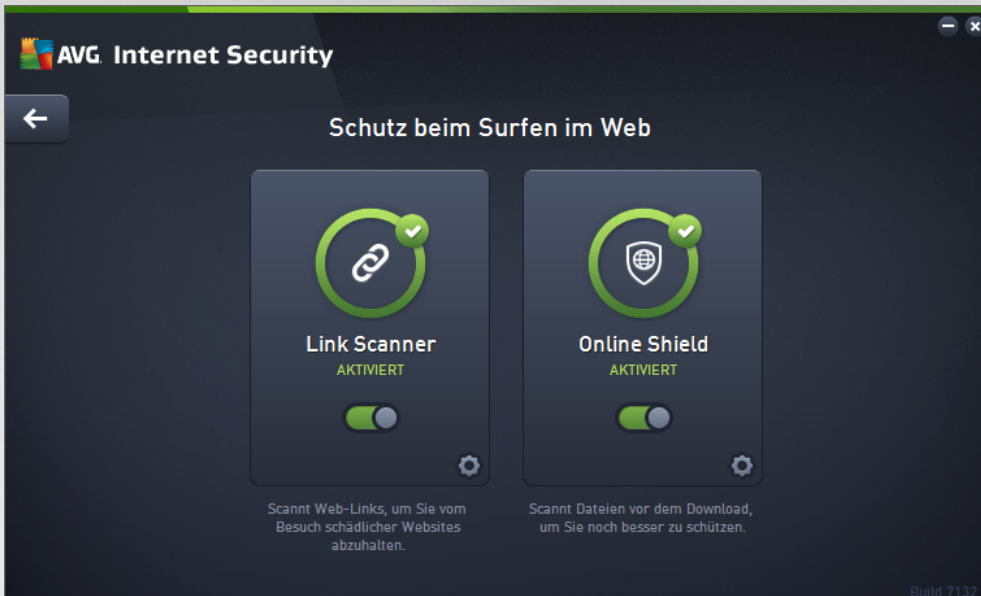 AVG Internet Security
Schutz beim Surfen im Web
Link Scanner
AKTIVIERT
Scannt Web-Links, um Sie vom
Besuch schädlicher Websites
abzuhalten.
Online Shield
AKTIVIERT
Scannt Dateien vor dem Download,
um Sie noch besser zu schützen.
Build 7132